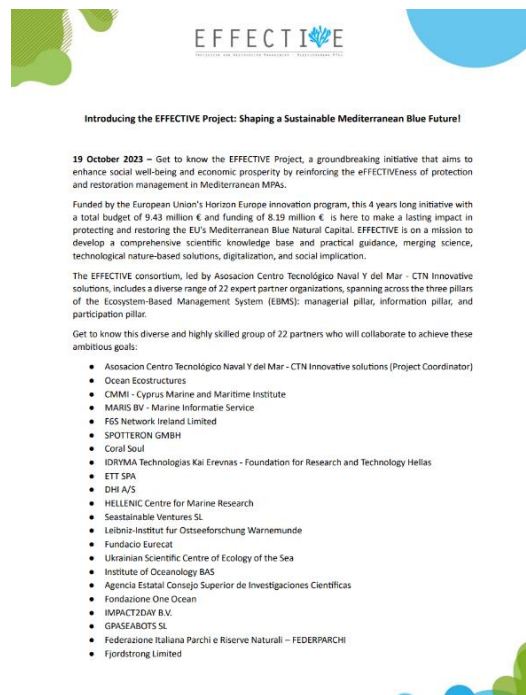 EFFECTIVE
Introducing the EFFECTIVE Project: Shaping a Sustainable Mediterranean Blue Future!
19 October 2023 – Get to know the EFFECTIVE Project, a groundbreaking initiative that aims to
enhance social well-being and economic prosperity by reinforcing the eFFECTIVEness of protection
and restoration management in Mediterranean MPAs.
Funded by the European Union's Horizon Europe innovation program, this 4 years long initiative with
a total budget of 9.43 million € and funding of 8.19 million € is here to make a lasting impact in
protecting and restoring the EU's Mediterranean Blue Natural Capital. EFFECTIVE is on a mission to
develop a comprehensive scientific knowledge base and practical guidance, merging science,
technological nature-based solutions, digitalization, and social implication.
The EFFECTIVE consortium, led by Asosacion Centro Tecnológico Naval Y del Mar - CTN Innovative
solutions, includes a diverse range of 22 expert partner organizations, spanning across the three pillars
of the Ecosystem-Based Management System (EBMS): managerial pillar, information pillar, and
participation pillar.
Get to know this diverse and highly skilled group of 22 partners who will collaborate to achieve these
ambitious goals:
● Asosacion Centro Tecnológico Naval Y del Mar - CTN Innovative solutions (Project Coordinator)
● Ocean Ecostructures
● CMMI - Cyprus Marine and Maritime Institute
● MARIS BV - Marine Informatie Service
● F6S Network Ireland Limited
● SPOTTERON GMBH
● Coral Soul
● IDRYMA Technologias Kai Erevnas - Foundation for Research and Technology Hellas
● ETT SPA
● DHI A/S
● HELLENIC Centre for Marine Research
● Seastainable Ventures SL
● Leibniz-Institut fur Ostseeforschung Warnemunde
● Fundacio Eurecat
● Ukrainian Scientific Centre of Ecology of the Sea
● Institute of Oceanology BAS
● Agencia Estatal Consejo Superior de Investigaciones Científicas
● Fondazione One Ocean
● IMPACT2DAY B.V.
● GPASEABOTS SL
● Federazione Italiana Parchi e Riserve Naturali – FEDERPARCHI
● Fjordstrong Limited